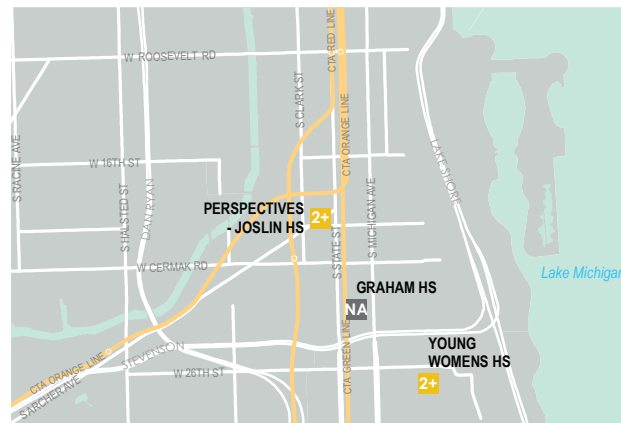 W ROOSEVELT RD
CTA RED LINE
S CLARK ST
CTA ORANGE LINE
S RACINE AVE
W 16TH ST
LAKE SHORE
S HALSTED ST
DAN RYAN
PERSPECTIVES
- JOSLIN HS
2+
S STATE ST
S MICHIGAN AVE
W CERMAK RD
Lake Michigan
GRAHAM HS
NA
STEVENSON
YOUNG
WOMENS HS
2+
CTA ORANGE LINE
S ARCHER AVE
W 26TH ST
CTA GREEN LINE